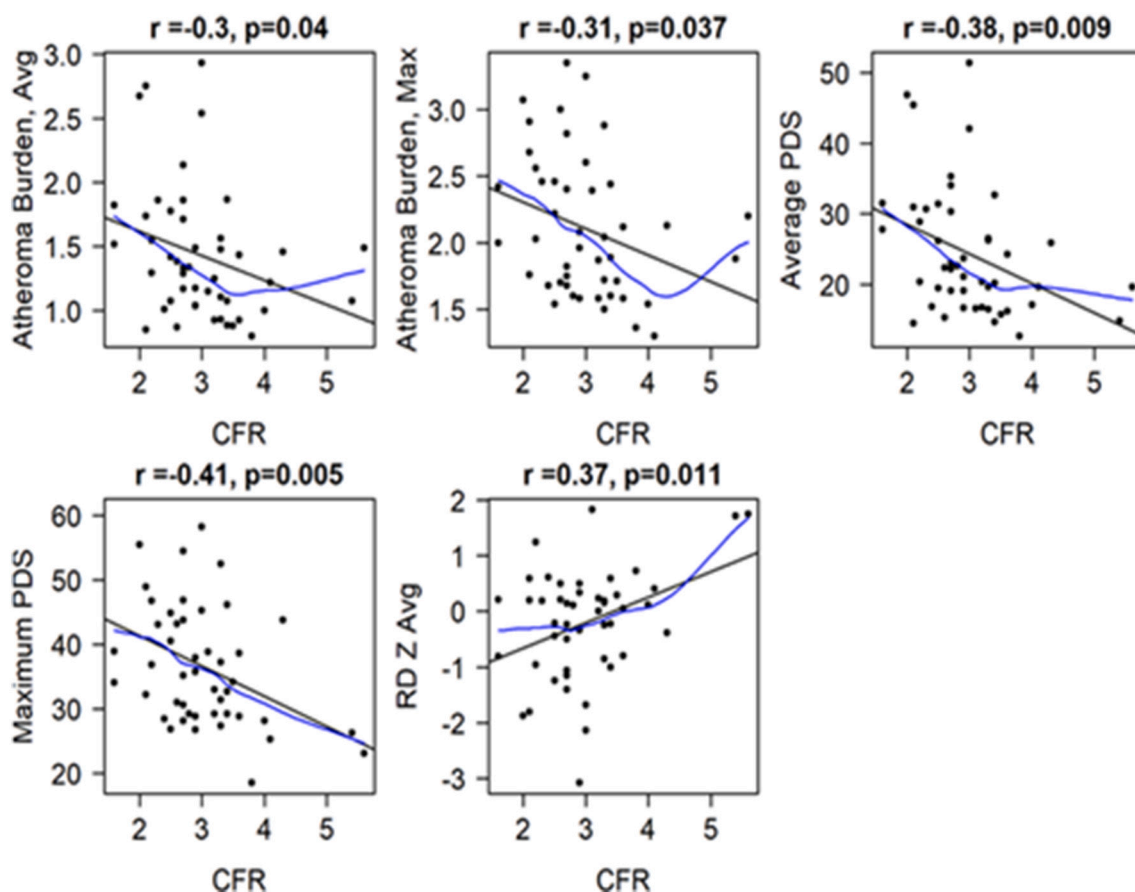 r =-0.3, p=0.04
Atheroma Burden, Avg
3.0
2.5
2.0
1.5
1.0
2 3 4 5
CFR
r =-0.31, p=0.037
Atheroma Burden, Max
3.0
2.5
2.0
1.5
2 3 4 5
CFR
r =-0.38, p=0.009
Average PDS
50
40
30
20
2 3 4 5
CFR
r =-0.41, p=0.005
Maximum PDS
60
50
40
30
20
2 3 4 5
CFR
r =0.37, p=0.011
RD Z Avg
2
1
0
-1
-2
-3
2 3 4 5
CFR